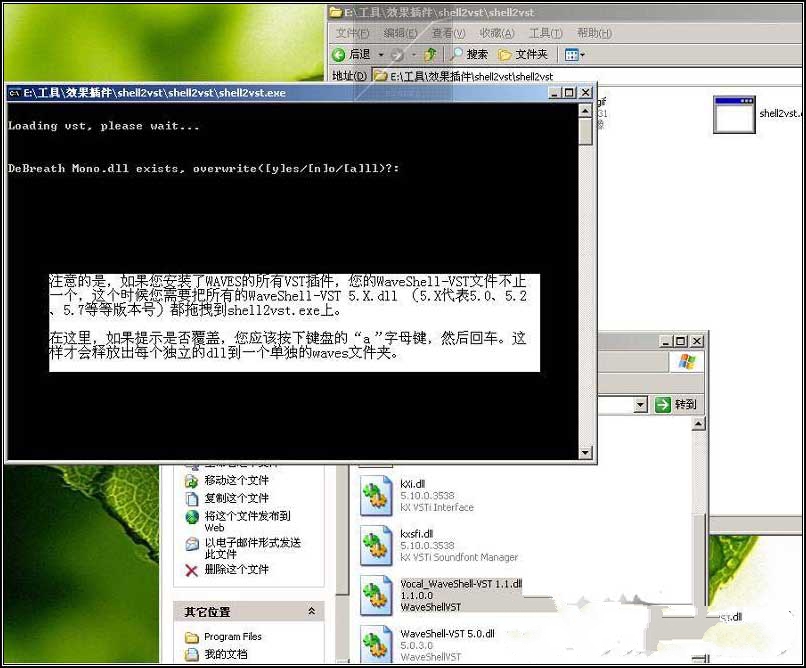 E:\工具\效果插件\shell2vst\shell2vst
文件(F) 编辑(E) 查看(V) 收藏(A) 工具(T) 帮助(H)
后退 搜索 文件夹
地址(D) E:\工具\效果插件\shell2vst\shell2vst
shell2vst.e
E:\工具\效果插件\shell2vst\shell2vst\shell2vst.exe
Loading vst, please wait...
DeBreath Mono.dll exists, overwrite([y]es/[n]o/[a]ll)?:
注意的是，如果您安装了WAVES的所有VST插件，您的WaveShell-VST文件不止
一个，这个时候您需要把所有的WaveShell-VST 5.X.dll （5.X代表5.0、5.2
、5.7等等版本号）都拖拽到shell2vst.exe上。
在这里，如果提示是否覆盖，您应该按下键盘的“a ”字母键，然后回车。这
样才会释放出每个独立的dll到一个单独的waves文件夹。
转到
移动这个文件
复制这个文件
将这个文件发布到
Web
以电子邮件形式发送
此文件
删除这个文件
其它位置
Program Files
我的文档
kXi.dll
5.10.0.3538
kX VSTi Interface
kxsfi.dll
5.10.0.3538
kX VSTi Soundfont Manager
Vocal_WaveShell-VST 1.1.dll
1.1.0.0
WaveShellVST
WaveShell-VST 5.0.dll
5.0.3.0
WaveShellVST